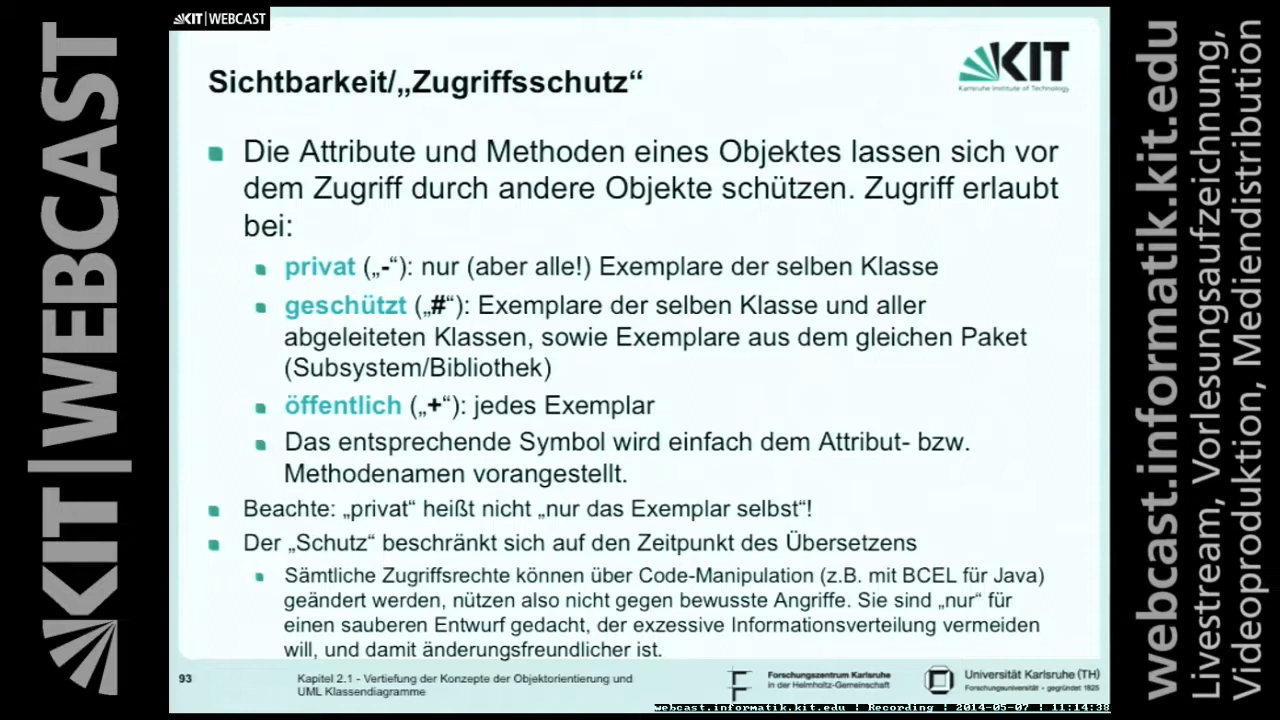 KIT|WEBCAST
KIT|WEBCAST
Sichtbarkeit/„Zugriffsschutz“
KIT
Karlsruhe Institute of Technology
Die Attribute und Methoden eines Objektes lassen sich vor
dem Zugriff durch andere Objekte schützen. Zugriff erlaubt
bei:
privat („-“): nur (aber alle!) Exemplare der selben Klasse
geschützt („#“): Exemplare der selben Klasse und aller
abgeleiteten Klassen, sowie Exemplare aus dem gleichen Paket
(Subsystem/Bibliothek)
öffentlich („+“): jedes Exemplar
Das entsprechende Symbol wird einfach dem Attribut- bzw.
Methodenamen vorangestellt.
Beachte: „privat“ heißt nicht „nur das Exemplar selbst“!
Der „Schutz“ beschränkt sich auf den Zeitpunkt des Übersetzens
Sämtliche Zugriffsrechte können über Code-Manipulation (z.B. mit BCEL für Java)
geändert werden, nützen also nicht gegen bewusste Angriffe. Sie sind „nur“ für
einen sauberen Entwurf gedacht, der exzessive Informationsverteilung vermeiden
will, und damit änderungsfreundlicher ist.
93
Kapitel 2.1 - Vertiefung der Konzepte der Objektorientierung und
UML Klassendiagramme
Forschungszentrum Karlsruhe
in der Helmholtz-Gemeinschaft
Universität Karlsruhe (TH)
Forschungsuniversität - gegründet 1825
webcast.informatik.kit.edu | Recording | 2014-05-07 | 11:14:38
webcast.informatik.kit.edu
Livestream, Vorlesungsaufzeichnung,
Videoproduktion, Mediendistribution